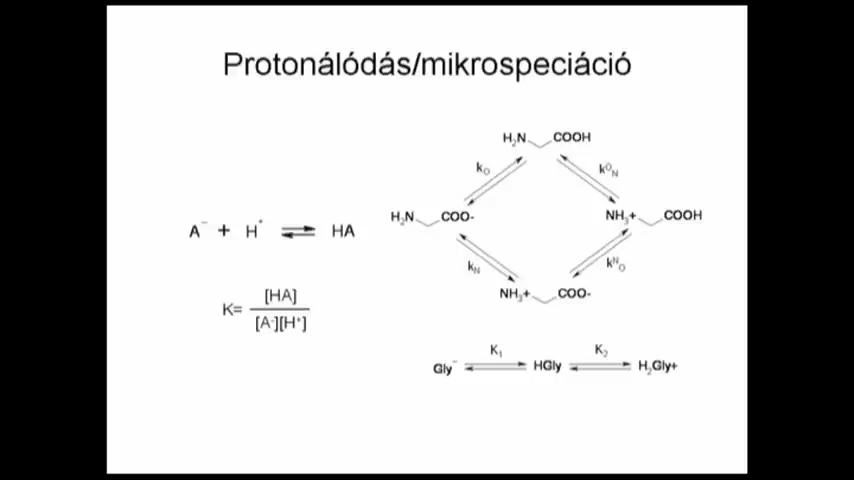 Protonálódás/mikrospeciáció
H₂N COOH
k_O k^O_N
H₂N COO-
NH₃+ COOH
A⁻ + H⁺ ⇌ HA
k_N k^N_O
NH₃+ COO-
K= [HA]
[A⁻][H⁺]
K₁ K₂
Gly⁻ ⇌ HGly ⇌ H₂Gly+